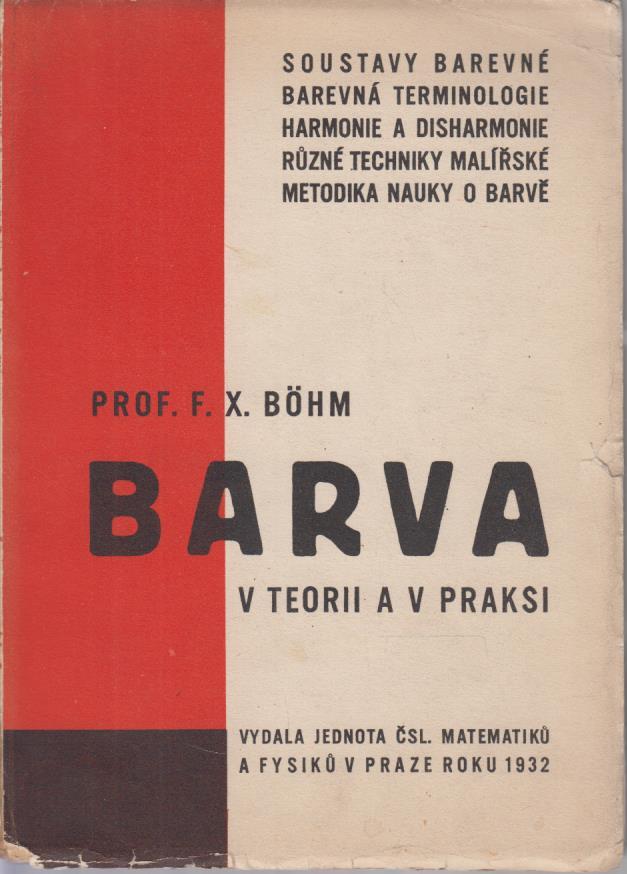 SOUSTAVY BAREVNÉ
BAREVNÁ TERMINOLOGIE
HARMONIE A DISHARMONIE
RŮZNÉ TECHNIKY MALÍŘSKÉ
METODIKA NAUKY O BARVĚ
PROF. F. X. BÖHM
BARVA
V TEORII A V PRAKSI
VYDALA JEDNOTA ČSL. MATEMATIKŮ
A FYSIKŮ V PRAZE ROKU 1932